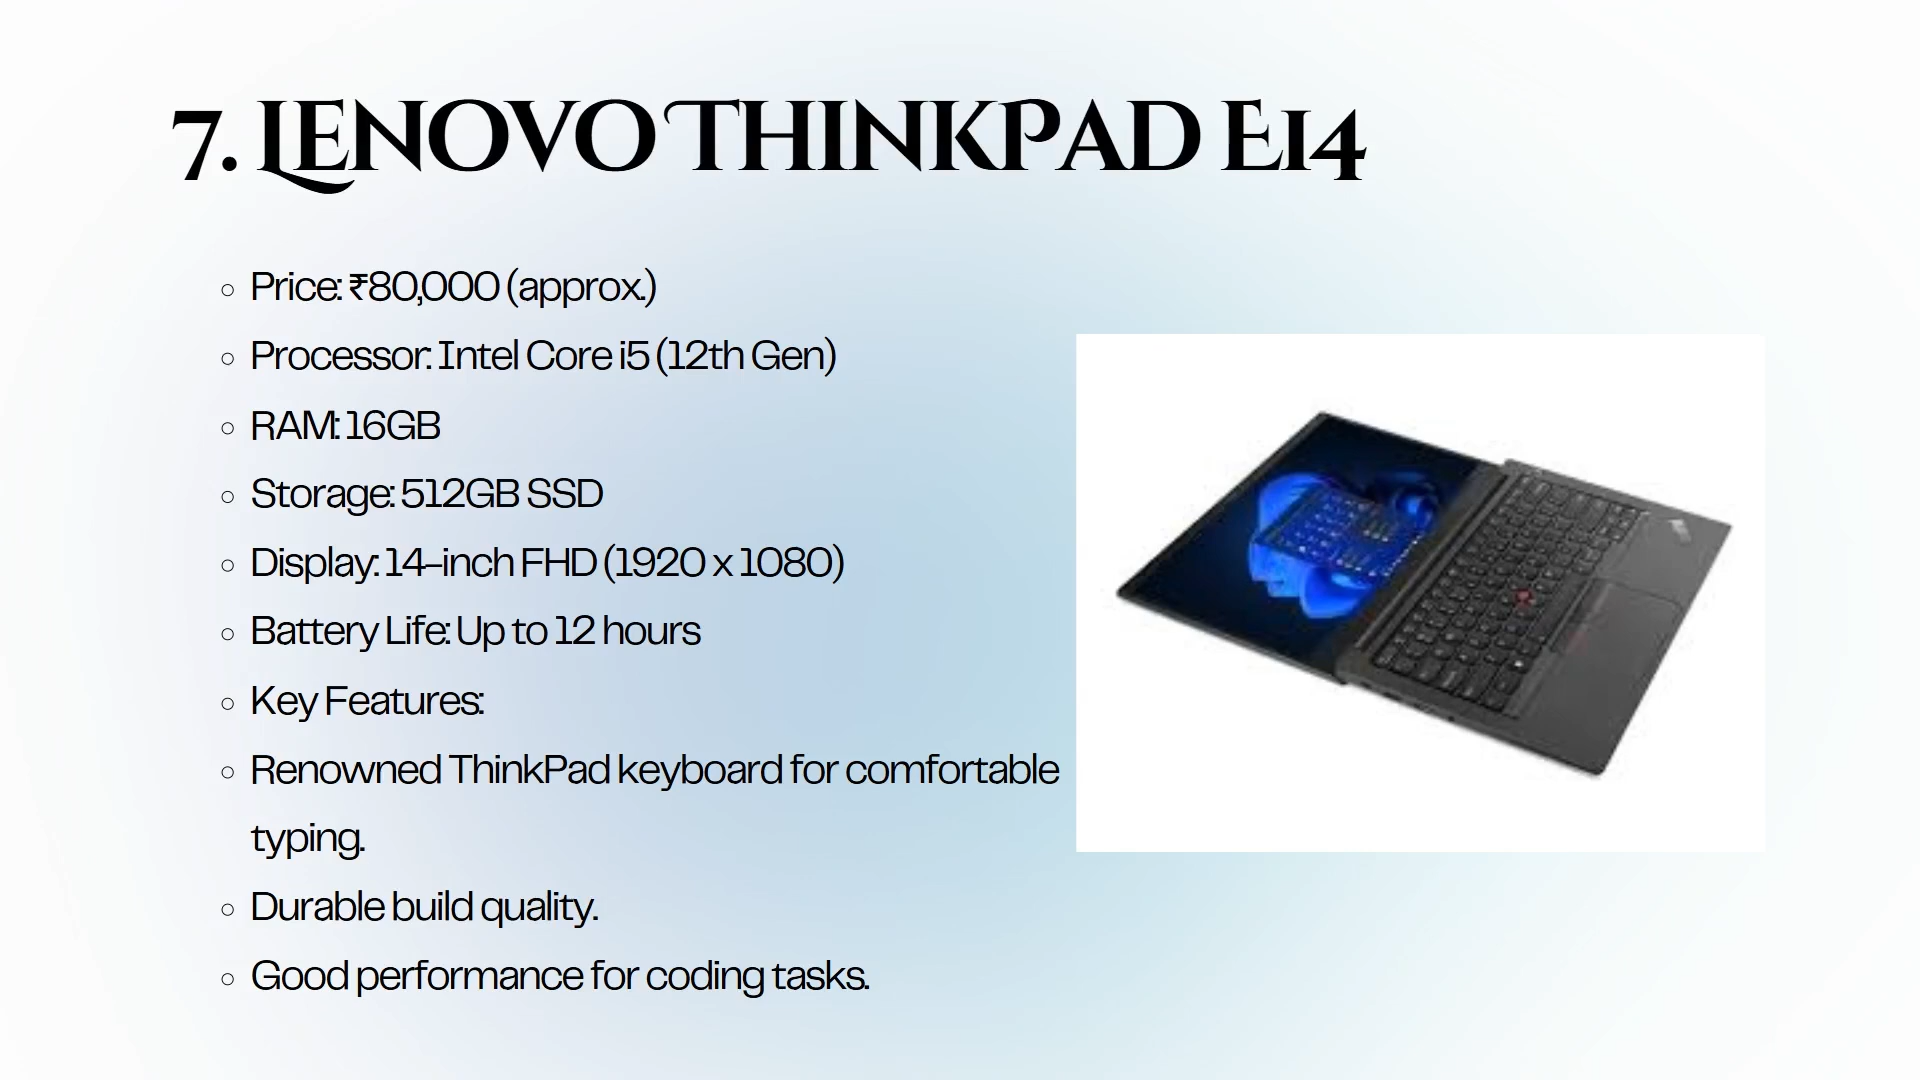 7. Lenovo ThinkPad E14
Price: ₹80,000 (approx.)
Processor: Intel Core i5 (12th Gen)
RAM: 16GB
Storage: 512GB SSD
Display: 14-inch FHD (1920 x 1080)
Battery Life: Up to 12 hours
Key Features:
Renowned ThinkPad keyboard for comfortable
typing.
Durable build quality.
Good performance for coding tasks.